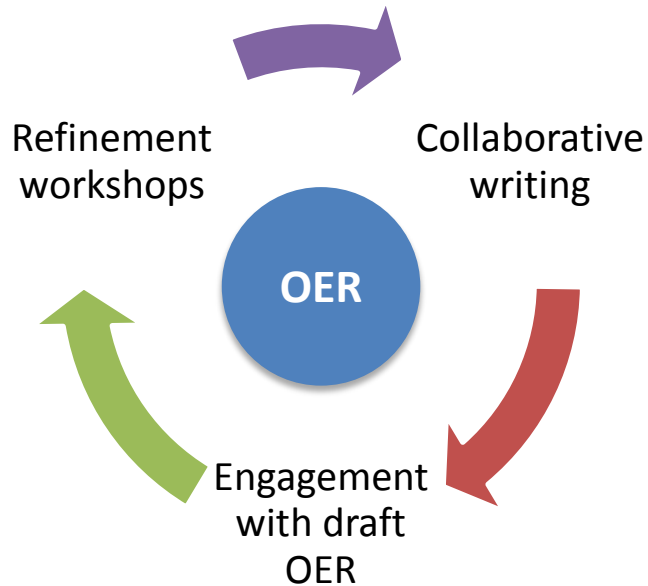 Refinement
workshops
Collaborative
writing
OER
Engagement
with draft
OER